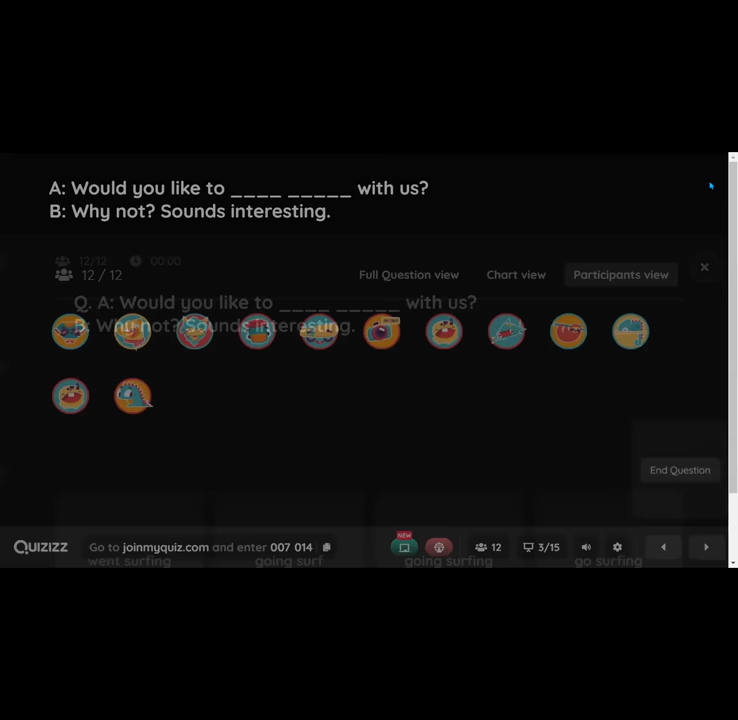 A: Would you like to ____ _____ with us?
B: Why not? Sounds interesting.
12/12 00:00
12 / 12
Full Question view Chart view Participants view
Q. A: Would you like to ____ _____ with us?
B: Why not? Sounds interesting.
End Question
NEW
QUIZIZZ Go to joinmyquiz.com and enter 007 014 12 3/15
went surfing going surf going surfing go surfing